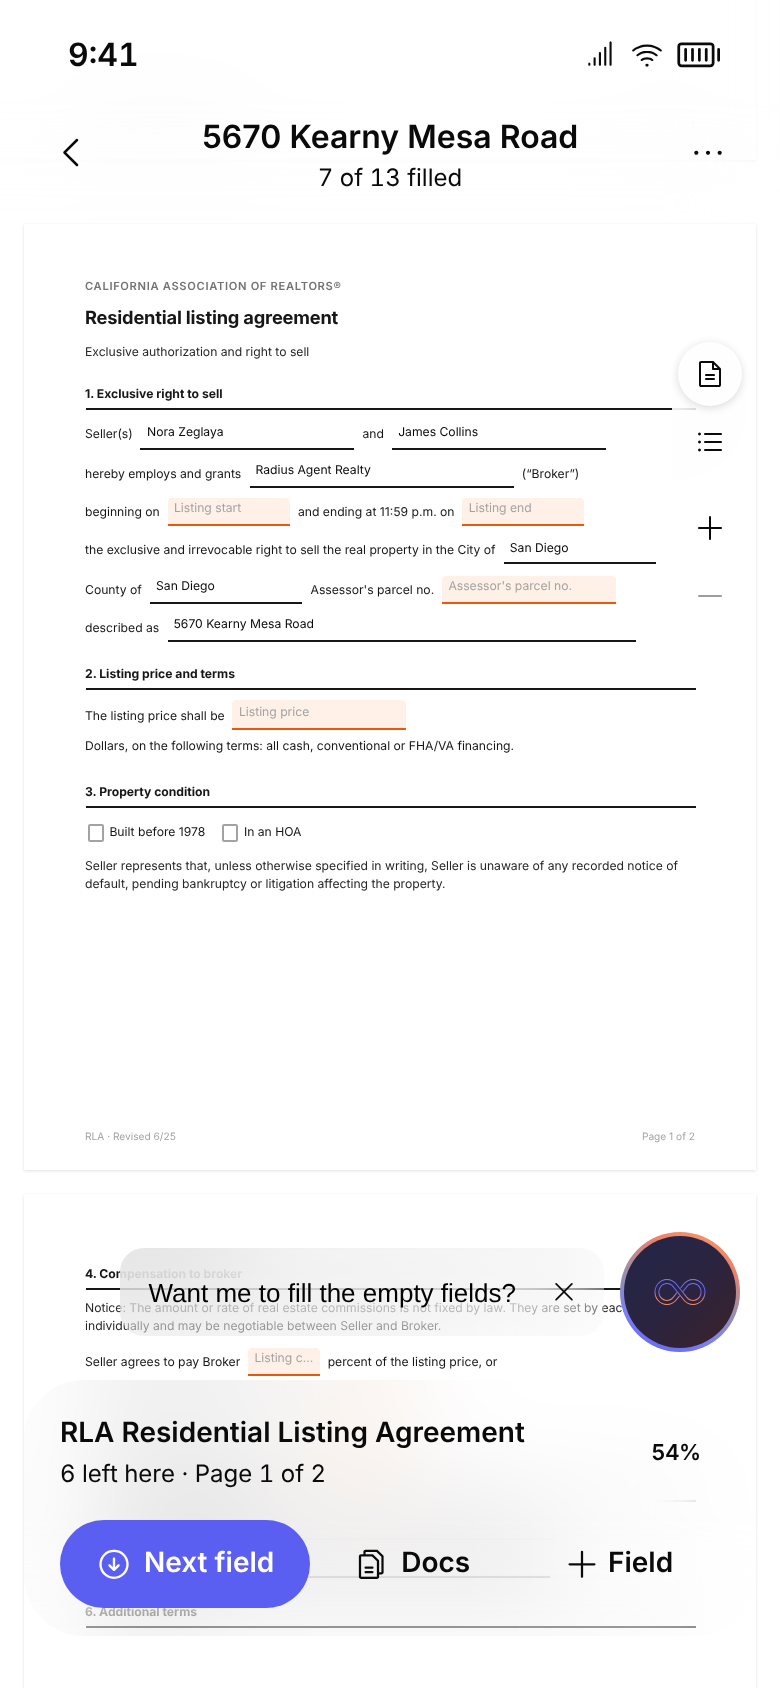 9:41
5670 Kearny Mesa Road
7 of 13 filled
CALIFORNIA ASSOCIATION OF REALTORS®
Residential listing agreement
Exclusive authorization and right to sell
1. Exclusive right to sell
Seller(s) Nora Zeglaya and James Collins
hereby employs and grants Radius Agent Realty (“Broker”)
beginning on Listing start and ending at 11:59 p.m. on Listing end
the exclusive and irrevocable right to sell the real property in the City of San Diego
County of San Diego Assessor's parcel no. Assessor's parcel no.
described as 5670 Kearny Mesa Road
2. Listing price and terms
The listing price shall be Listing price
Dollars, on the following terms: all cash, conventional or FHA/VA financing.
3. Property condition
Built before 1978 In an HOA
Seller represents that, unless otherwise specified in writing, Seller is unaware of any recorded notice of
default, pending bankruptcy or litigation affecting the property.
RLA · Revised 6/25 Page 1 of 2
4. Compensation to broker
Want me to fill the empty fields?
Notice: The amount or rate of real estate commissions is not fixed by law. They are set by eac
individually and may be negotiable between Seller and Broker.
Seller agrees to pay Broker Listing c... percent of the listing price, or
RLA Residential Listing Agreement
6 left here · Page 1 of 2
54%
Next field Docs Field
6. Additional terms